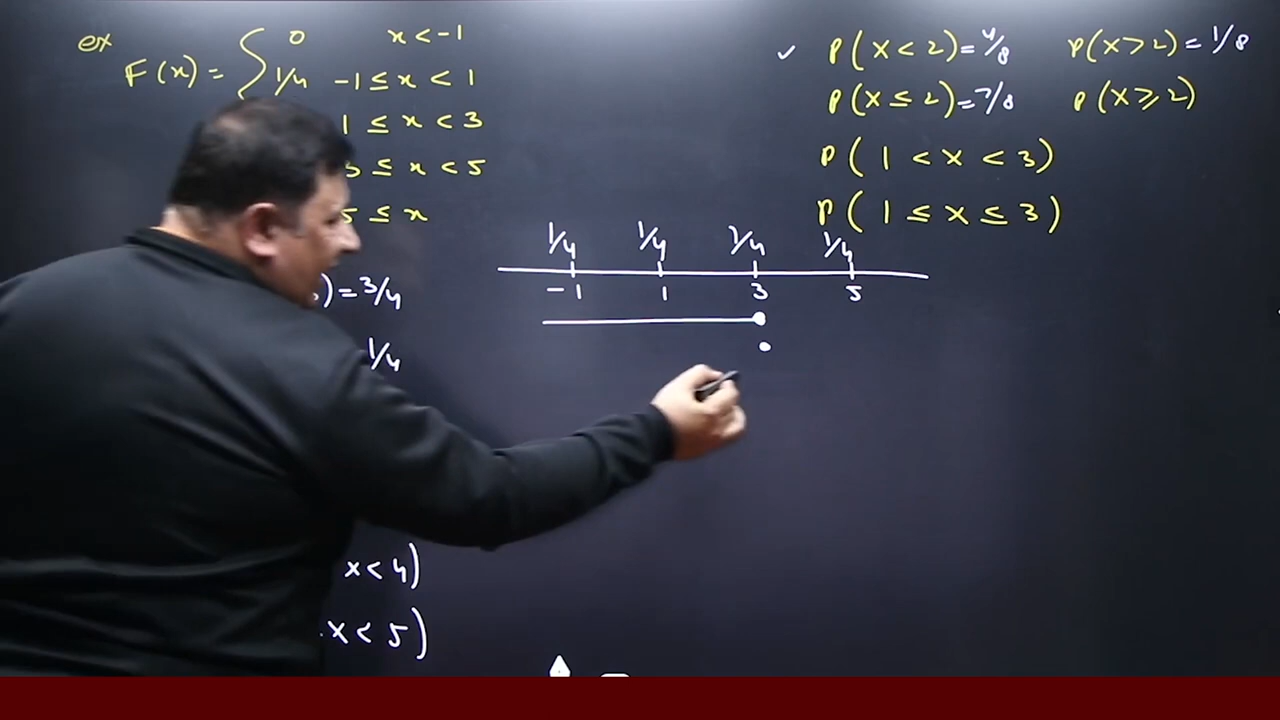 ex
F(x) = { 0 x < -1
1/4 -1 ≤ x < 1
1 ≤ x < 3
≤ x < 5
5 ≤ x
) = 3/4
1/4
x < 4)
x < 5)
P(X < 2) = 4/8 P(X > 2) = 1/8
P(X ≤ 2) = 7/8 P(X ≥ 2)
P( 1 < X < 3)
P( 1 ≤ X ≤ 3)
1/4 1/4 1/4 1/4
-1 1 3 5